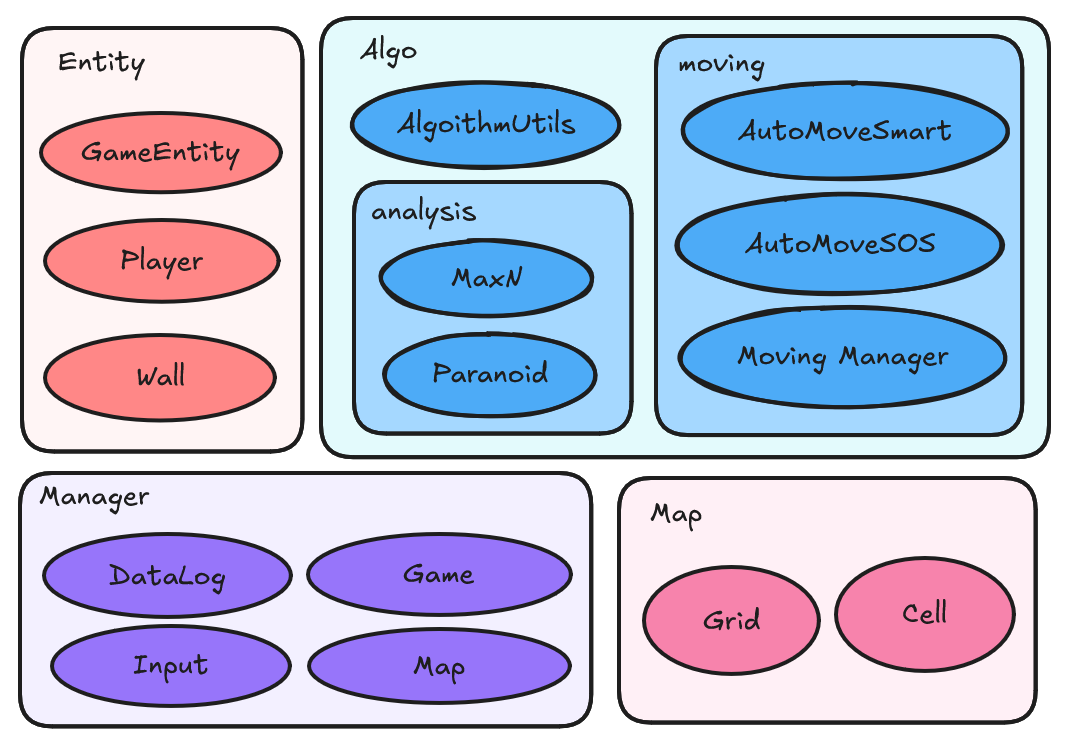 Entity
GameEntity
Player
Wall
Algo
AlgoithmUtils
analysis
MaxN
Paranoid
moving
AutoMoveSmart
AutoMoveSOS
Moving Manager
Manager
DataLog
Game
Input
Map
Map
Grid
Cell